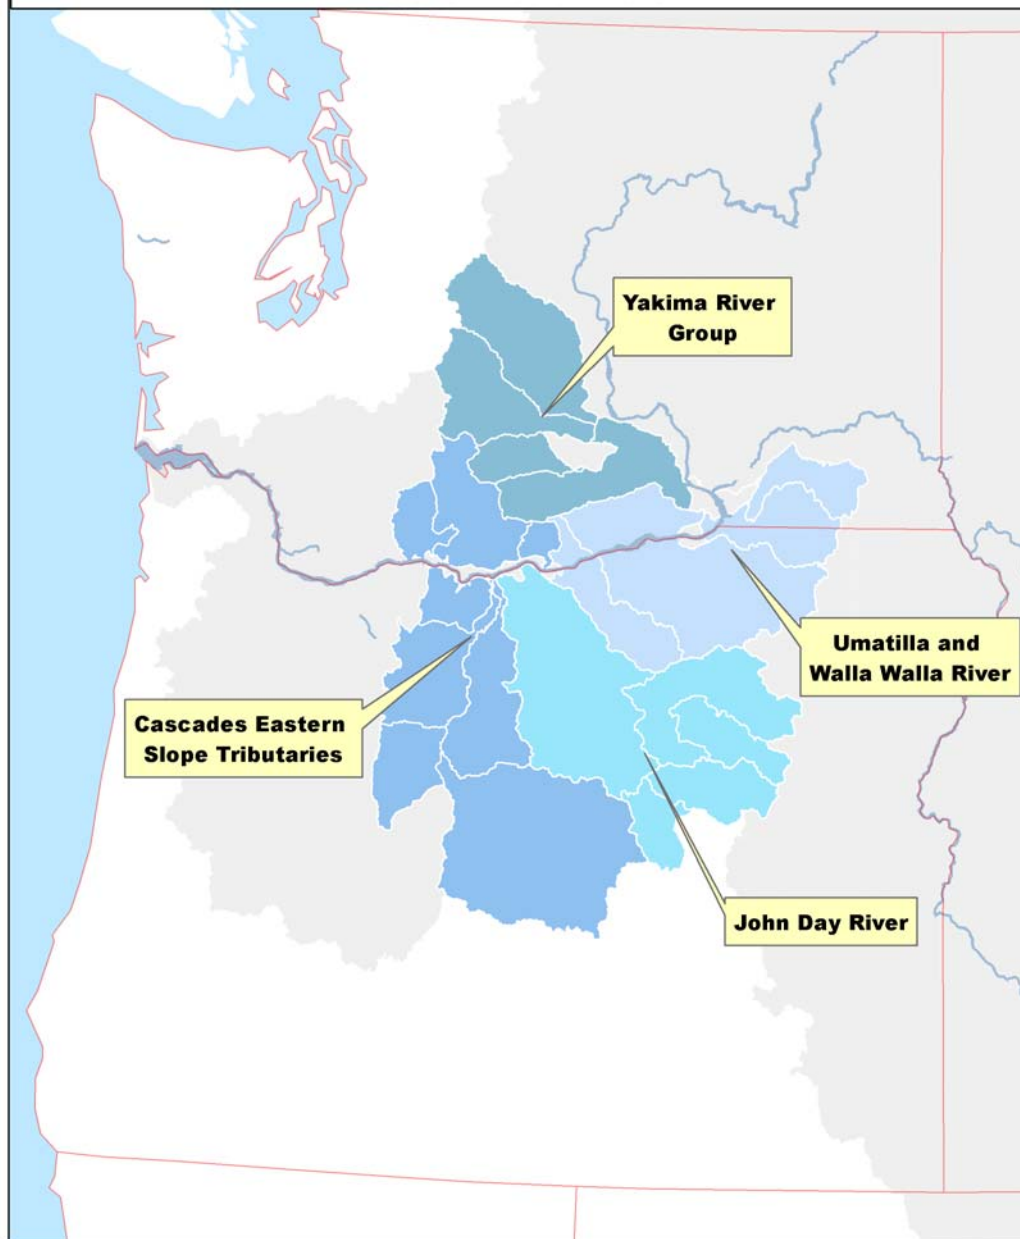 Yakima River
Group
Umatilla and
Walla Walla River
Cascades Eastern
Slope Tributaries
John Day River